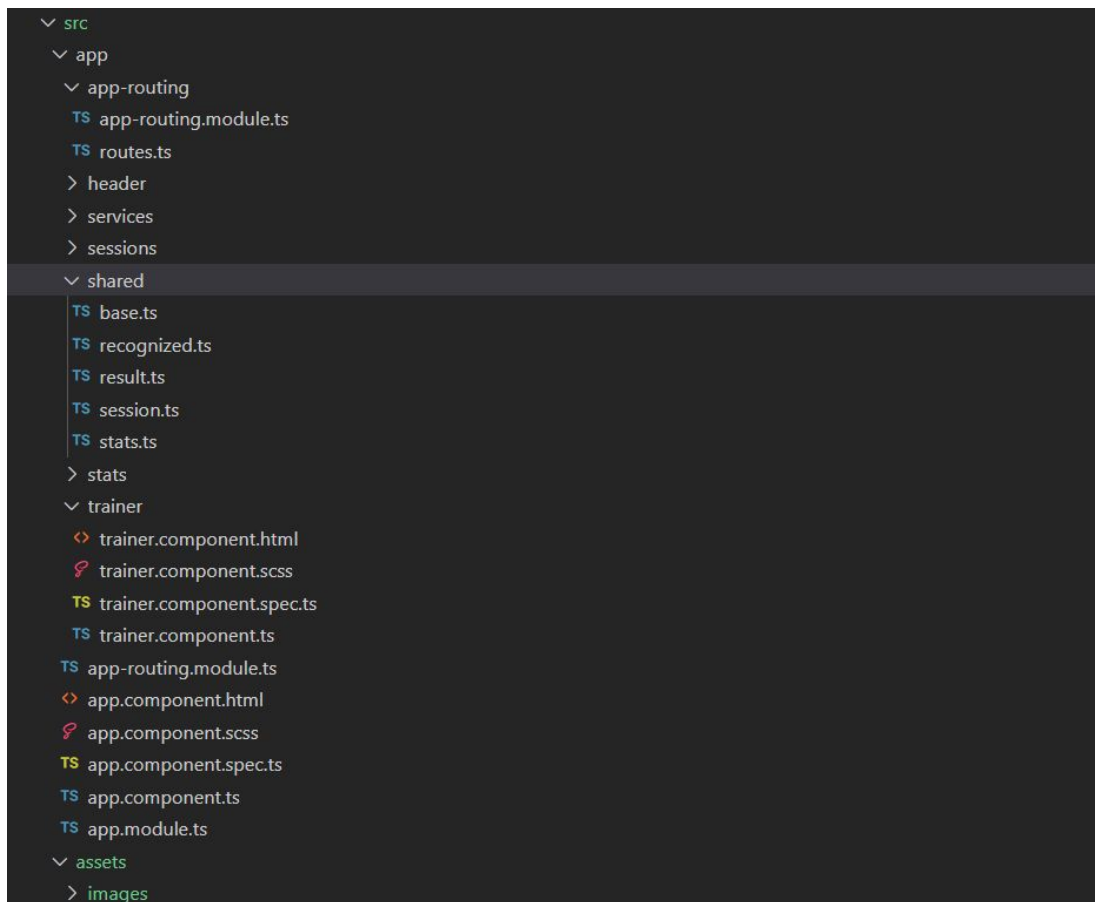 src
app
app-routing
TS app-routing.module.ts
TS routes.ts
header
services
sessions
shared
TS base.ts
TS recognized.ts
TS result.ts
TS session.ts
TS stats.ts
stats
trainer
trainer.component.html
trainer.component.scss
TS trainer.component.spec.ts
TS trainer.component.ts
TS app-routing.module.ts
app.component.html
app.component.scss
TS app.component.spec.ts
TS app.component.ts
TS app.module.ts
assets
images